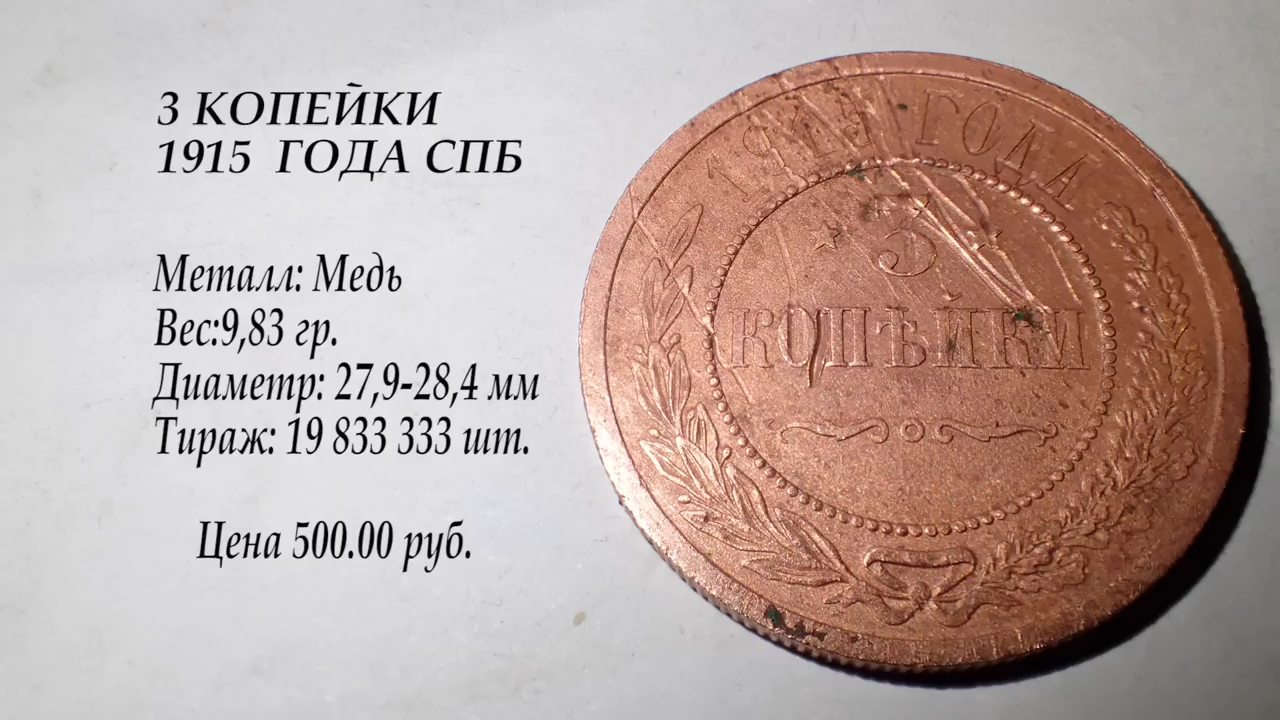 3 КОПЕЙКИ
1915 ГОДА СПБ
Металл: Медь
Вес:9,83 гр.
Диаметр: 27,9-28,4 мм
Тираж: 19 833 333 шт.
Цена 500.00 руб.
1915 ГОДА
3
КОПѢЙКИ